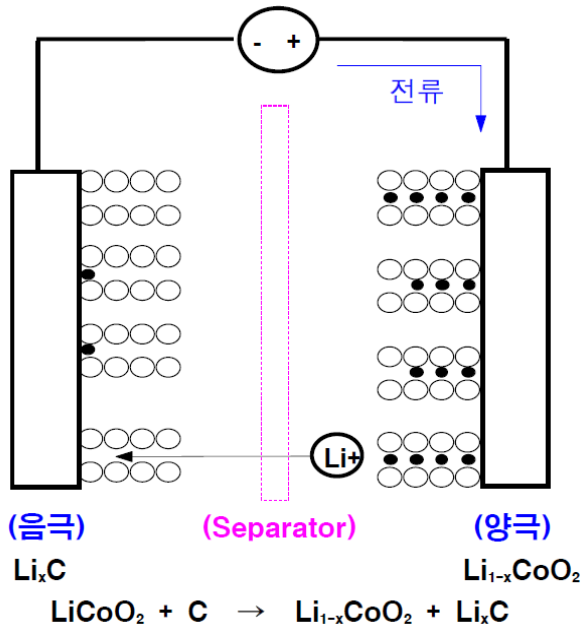 - +
전류
Li+
(음극) (Separator) (양극)
LiₓC Li₁₋ₓCoO₂
LiCoO₂ + C → Li₁₋ₓCoO₂ + LiₓC